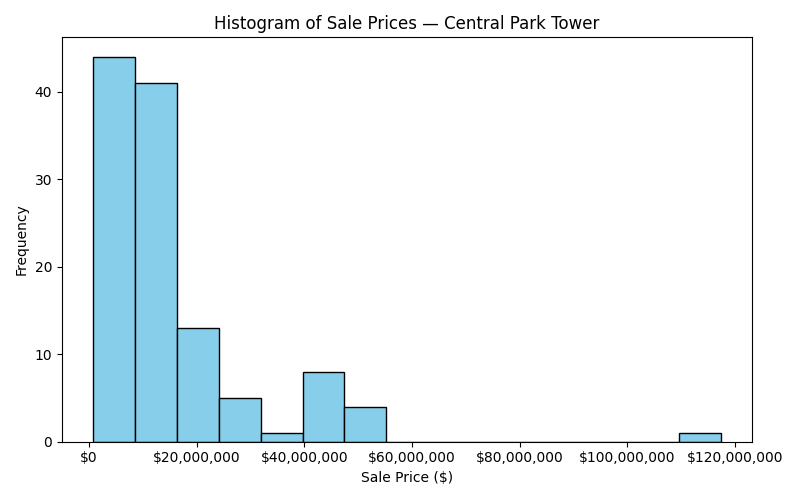 Histogram of Sale Prices — Central Park Tower
40
30
20
10
0
Frequency
$0 $20,000,000 $40,000,000 $60,000,000 $80,000,000 $100,000,000 $120,000,000
Sale Price ($)